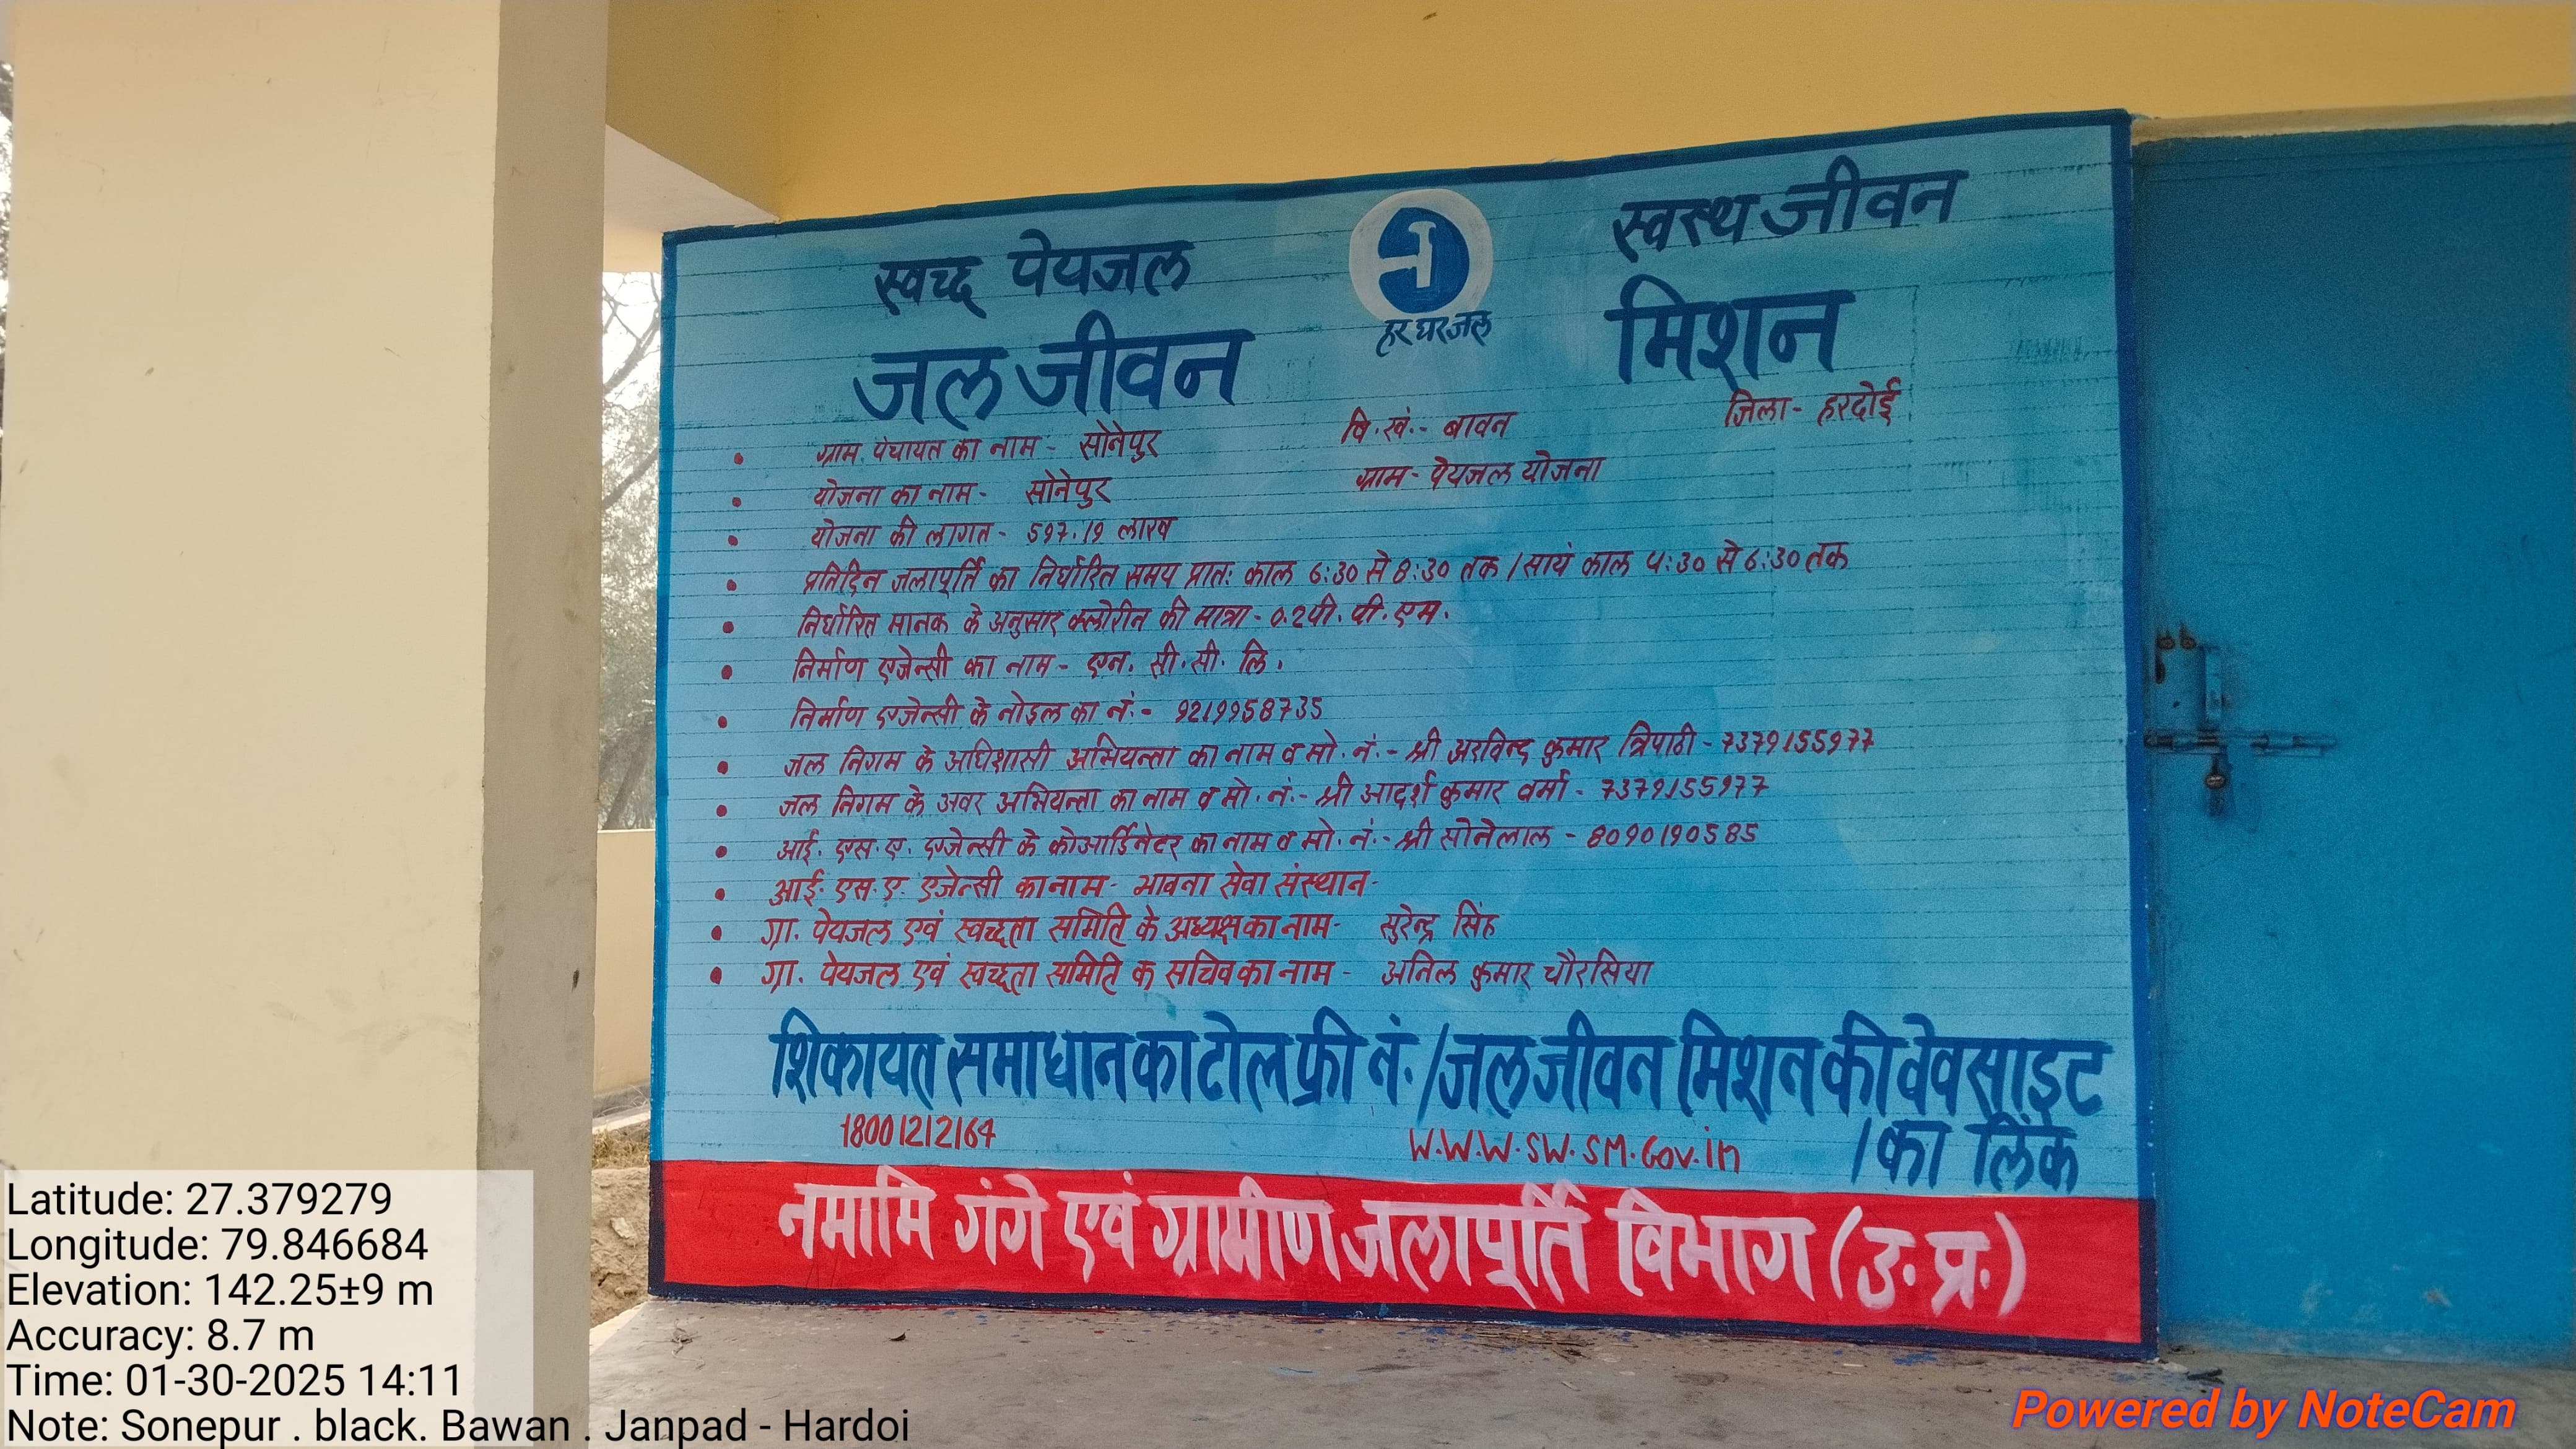 स्वच्छ पेयजल
स्वस्थ जीवन
हर घर जल
जल जीवन मिशन
ग्राम पंचायत का नाम - सोनेपुर वि.खं.- बावन जिला- हरदोई
योजना का नाम- सोनेपुर ग्राम- पेयजल योजना
योजना की लागत- 597.19 लाख
प्रतिदिन जलापूर्ति का निर्धारित समय प्रातः काल 6:30 से 8:30 तक / सायं काल 4:30 से 6:30 तक
निर्धारित मानक के अनुसार क्लोरीन की मात्रा - 0.2 पी. पी. एम.
निर्माण एजेन्सी का नाम- एन. सी. सी. लि.
निर्माण एजेन्सी के नोडल का नं:- 9219958735
जल निगम के अधिशासी अभियन्ता का नाम व मो. नं:- श्री अरविन्द कुमार त्रिपाठी - 7379155977
जल निगम के अवर अभियन्ता का नाम व मो. नं:- श्री आदर्श कुमार वर्मा - 7379155977
आई. एस. ए. एजेन्सी के कोआर्डिनेटर का नाम व मो. नं:- श्री सोनेलाल - 8090190585
आई. एस. ए. एजेन्सी का नाम- भावना सेवा संस्थान-
ग्रा. पेयजल एवं स्वच्छता समिति के अध्यक्ष का नाम- सुरेन्द्र सिंह
ग्रा. पेयजल एवं स्वच्छता समिति क सचिव का नाम - अनिल कुमार चौरसिया
शिकायत समाधान का टोल फ्री नं. / जल जीवन मिशन की वेवसाइट
/ का लिंक
18001212164 W.W.W.SW.SM.Gov.in
नमामि गंगे एवं ग्रामीण जलापूर्ति विभाग (उ. प्र.)
Latitude: 27.379279
Longitude: 79.846684
Elevation: 142.25±9 m
Accuracy: 8.7 m
Time: 01-30-2025 14:11
Note: Sonepur . black. Bawan . Janpad - Hardoi
Powered by NoteCam